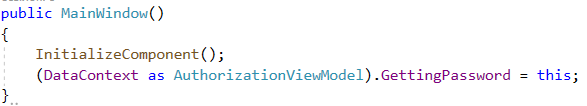 public MainWindow()
{
InitializeComponent();
(DataContext as AuthorizationViewModel).GettingPassword = this;
}